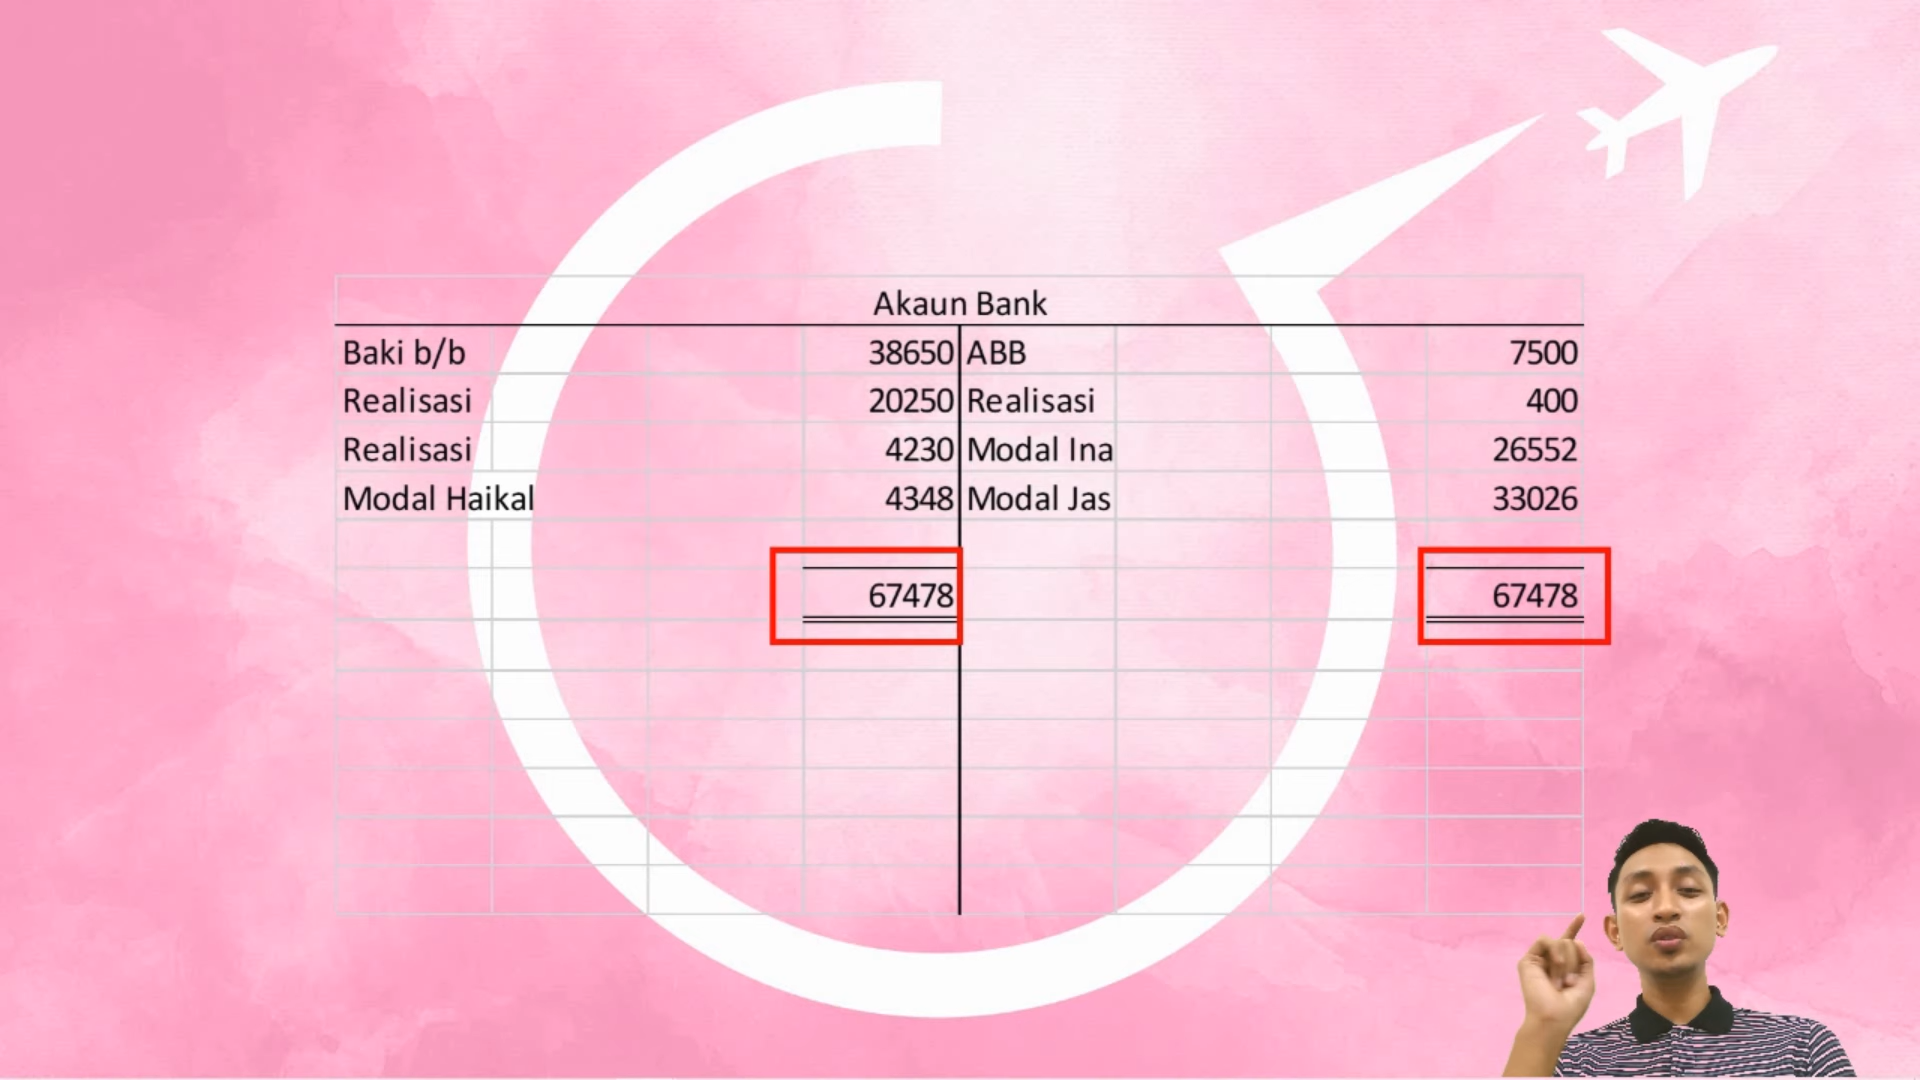 Akaun Bank
Baki b/b 38650 ABB 7500
Realisasi 20250 Realisasi 400
Realisasi 4230 Modal Ina 26552
Modal Haikal 4348 Modal Jas 33026
67478 67478